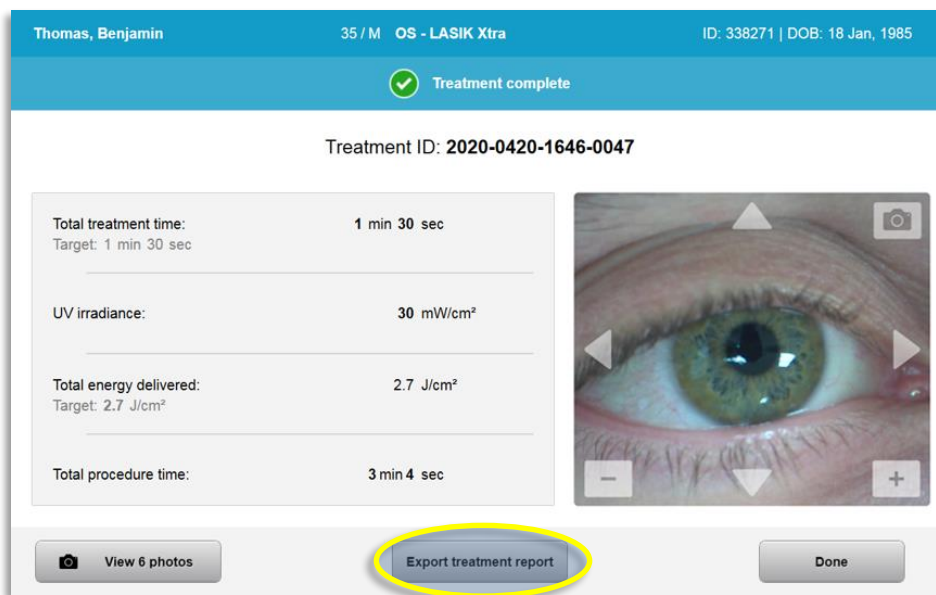 Thomas, Benjamin 35 / M OS - LASIK Xtra ID: 338271 | DOB: 18 Jan, 1985
Treatment complete
Treatment ID: 2020-0420-1646-0047
Total treatment time: 1 min 30 sec
Target: 1 min 30 sec
UV irradiance: 30 mW/cm²
Total energy delivered: 2.7 J/cm²
Target: 2.7 J/cm²
Total procedure time: 3 min 4 sec
View 6 photos Export treatment report Done